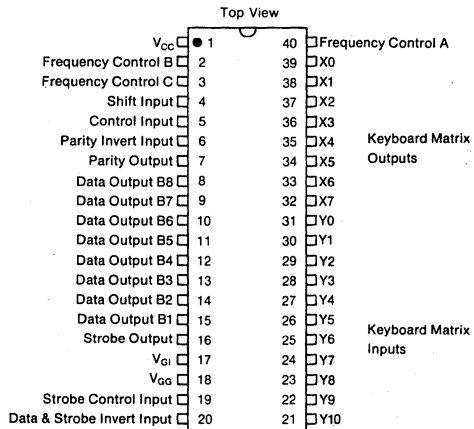 Top View
VCC 1 40 Frequency Control A
Frequency Control B 2 39 X0
Frequency Control C 3 38 X1
Shift Input 4 37 X2
Control Input 5 36 X3
Parity Invert Input 6 35 X4 Keyboard Matrix
Parity Output 7 34 X5 Outputs
Data Output B8 8 33 X6
Data Output B7 9 32 X7
Data Output B6 10 31 Y0
Data Output B5 11 30 Y1
Data Output B4 12 29 Y2
Data Output B3 13 28 Y3
Data Output B2 14 27 Y4
Data Output B1 15 26 Y5 Keyboard Matrix
Strobe Output 16 25 Y6 Inputs
VGI 17 24 Y7
VGG 18 23 Y8
Strobe Control Input 19 22 Y9
Data & Strobe Invert Input 20 21 Y10